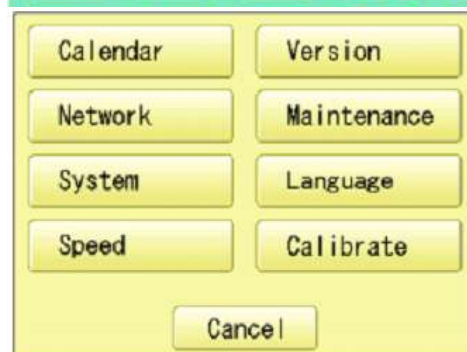 Calendar Version
Network Maintenance
System Language
Speed Calibrate
Cancel